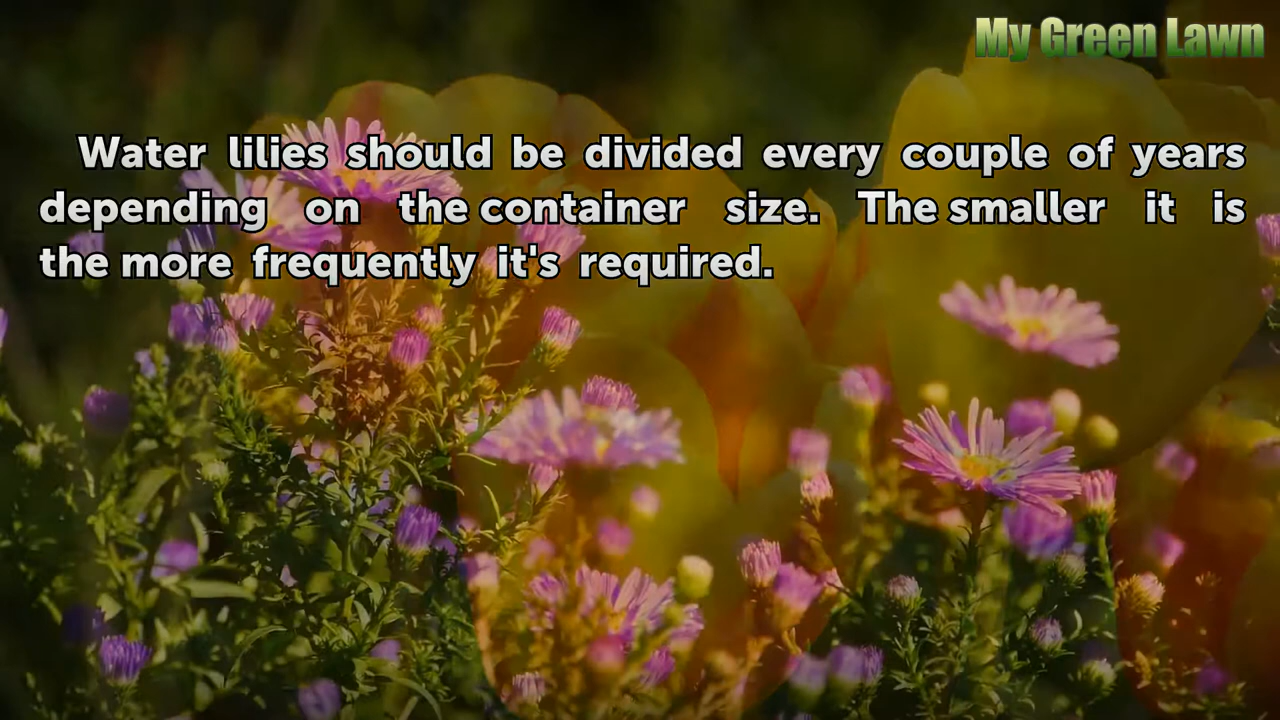 My Green Lawn
Water lilies should be divided every couple of years
depending on the container size. The smaller it is
the more frequently it's required.